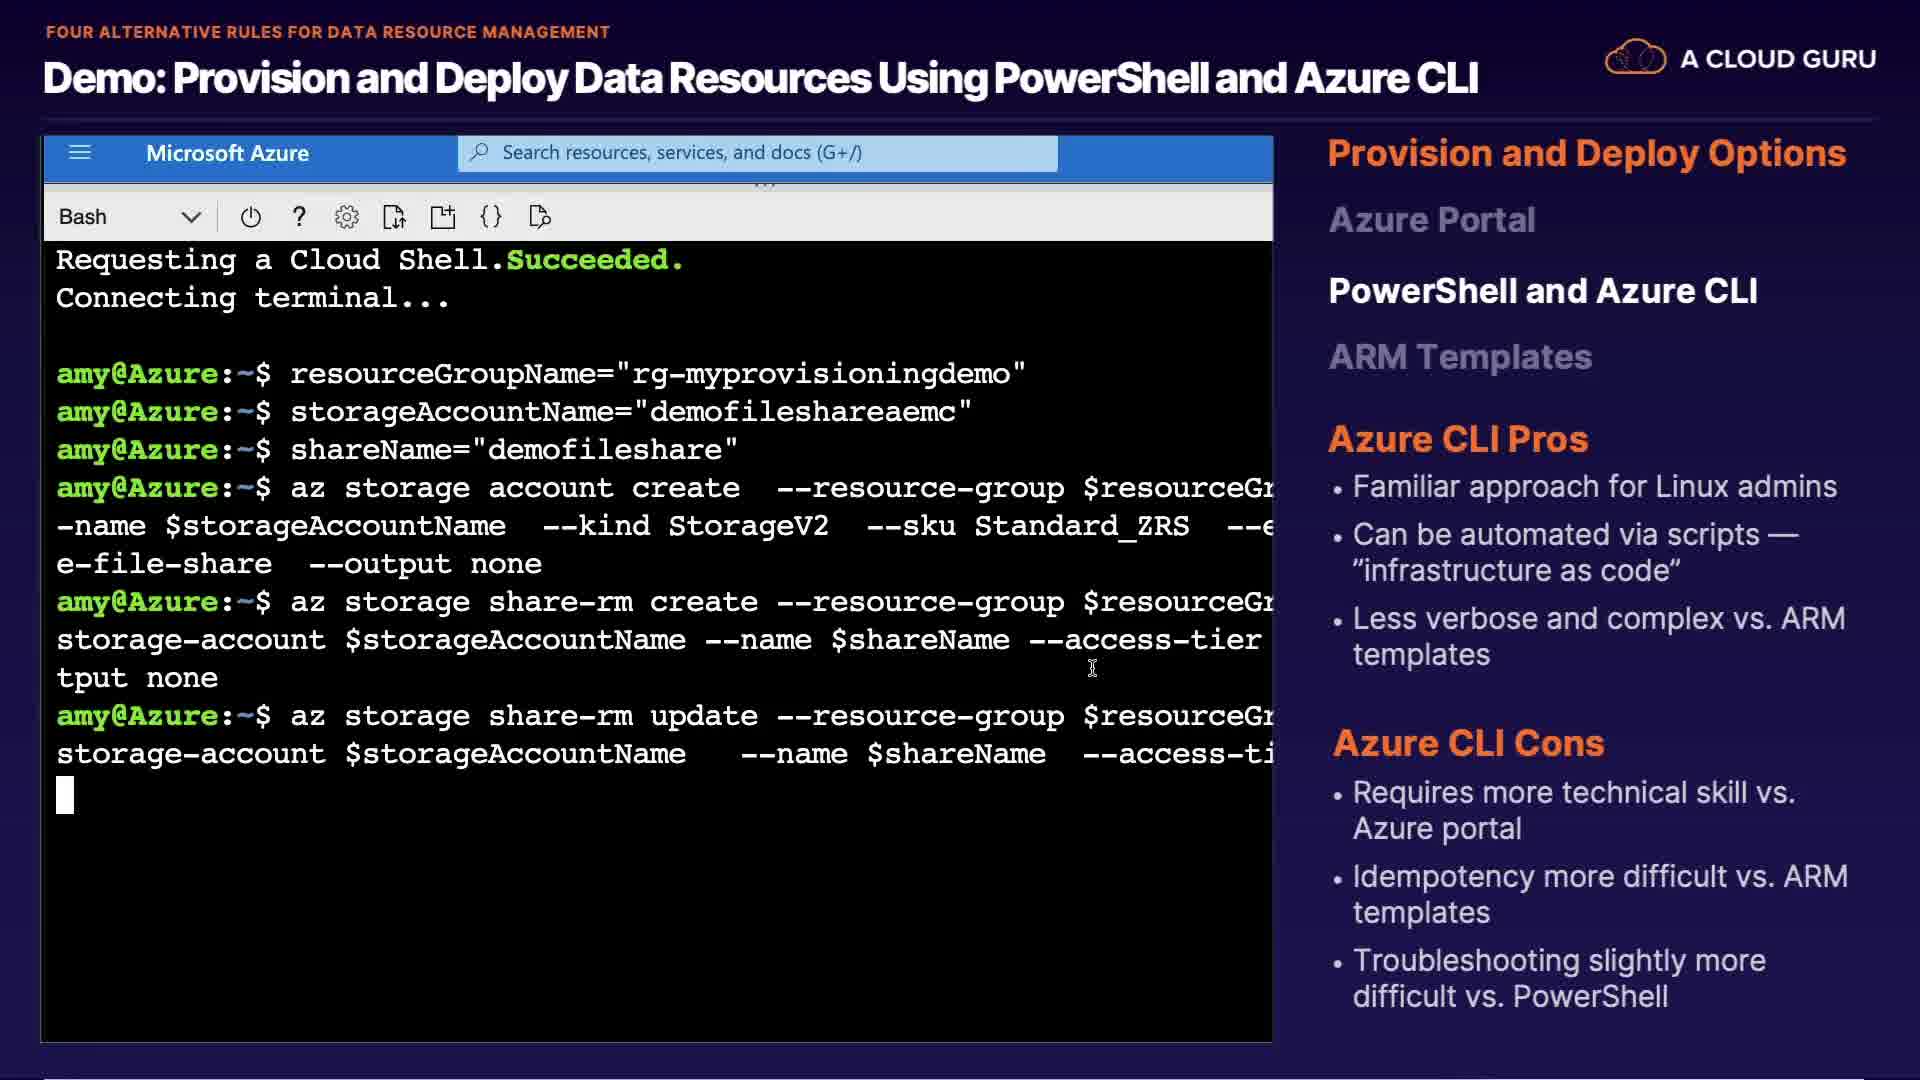 FOUR ALTERNATIVE RULES FOR DATA RESOURCE MANAGEMENT
Demo: Provision and Deploy Data Resources Using PowerShell and Azure CLI
A CLOUD GURU
Microsoft Azure
Search resources, services, and docs (G+/)
Bash
Requesting a Cloud Shell.Succeeded.
Connecting terminal...
amy@Azure:~$ resourceGroupName="rg-myprovisioningdemo"
amy@Azure:~$ storageAccountName="demofileshareaemc"
amy@Azure:~$ shareName="demofileshare"
amy@Azure:~$ az storage account create  --resource-group $resourceGr
-name $storageAccountName  --kind StorageV2  --sku Standard_ZRS  --e
e-file-share  --output none
amy@Azure:~$ az storage share-rm create --resource-group $resourceGr
storage-account $storageAccountName --name $shareName --access-tier
tput none
amy@Azure:~$ az storage share-rm update --resource-group $resourceGr
storage-account $storageAccountName   --name $shareName  --access-ti
Provision and Deploy Options
Azure Portal
PowerShell and Azure CLI
ARM Templates
Azure CLI Pros
• Familiar approach for Linux admins
• Can be automated via scripts —
”infrastructure as code”
• Less verbose and complex vs. ARM
templates
Azure CLI Cons
• Requires more technical skill vs.
Azure portal
• Idempotency more difficult vs. ARM
templates
• Troubleshooting slightly more
difficult vs. PowerShell